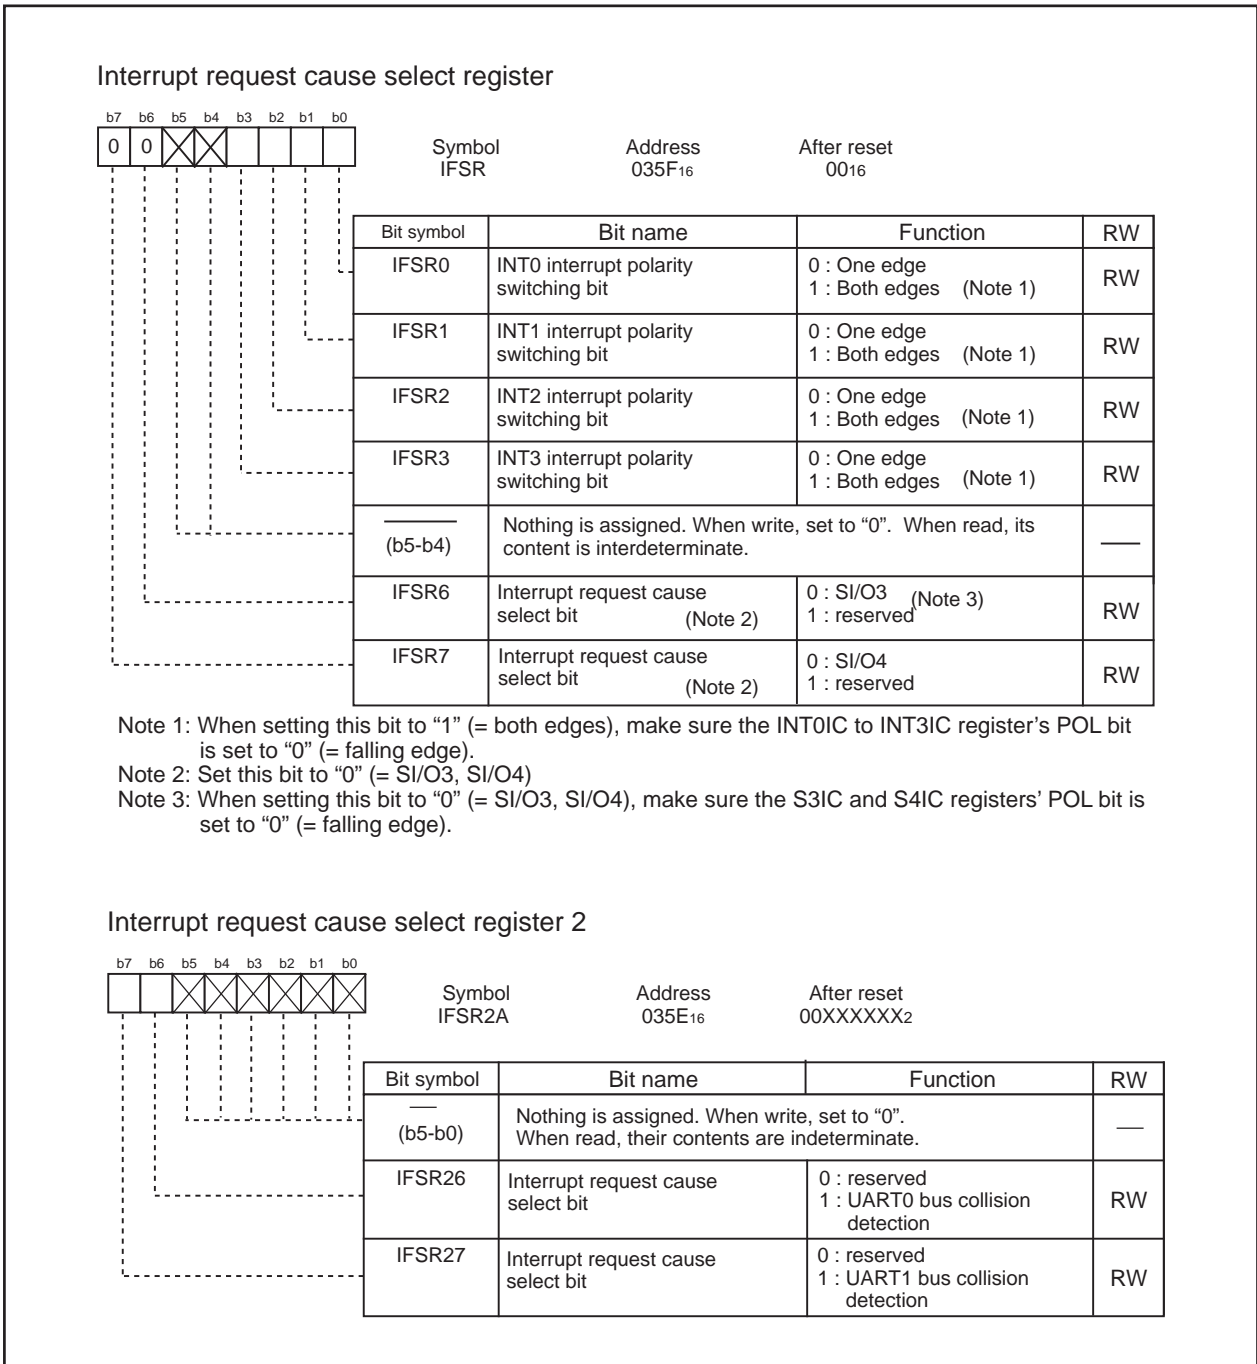 Interrupt request cause select register
b7 b6 b5 b4 b3 b2 b1 b0
0 0
Symbol Address After reset
IFSR 035F16 0016
Bit symbol Bit name Function RW
IFSR0 INT0 interrupt polarity 0 : One edge RW
switching bit 1 : Both edges (Note 1)
IFSR1 INT1 interrupt polarity 0 : One edge RW
switching bit 1 : Both edges (Note 1)
IFSR2 INT2 interrupt polarity 0 : One edge RW
switching bit 1 : Both edges (Note 1)
IFSR3 INT3 interrupt polarity 0 : One edge RW
switching bit 1 : Both edges (Note 1)
Nothing is assigned. When write, set to “0”. When read, its
(b5-b4) content is interdeterminate.
IFSR6 Interrupt request cause 0 : SI/O3 (Note 3) RW
select bit (Note 2) 1 : reserved
IFSR7 Interrupt request cause 0 : SI/O4 RW
select bit (Note 2) 1 : reserved
Note 1: When setting this bit to “1” (= both edges), make sure the INT0IC to INT3IC register’s POL bit
is set to “0” (= falling edge).
Note 2: Set this bit to “0” (= SI/O3, SI/O4)
Note 3: When setting this bit to “0” (= SI/O3, SI/O4), make sure the S3IC and S4IC registers’ POL bit is
set to “0” (= falling edge).
Interrupt request cause select register 2
b7 b6 b5 b4 b3 b2 b1 b0
Symbol Address After reset
IFSR2A 035E16 00XXXXXX2
Bit symbol Bit name Function RW
Nothing is assigned. When write, set to “0”.
(b5-b0) When read, their contents are indeterminate.
IFSR26 Interrupt request cause 0 : reserved
select bit 1 : UART0 bus collision RW
detection
IFSR27 Interrupt request cause 0 : reserved
select bit 1 : UART1 bus collision RW
detection